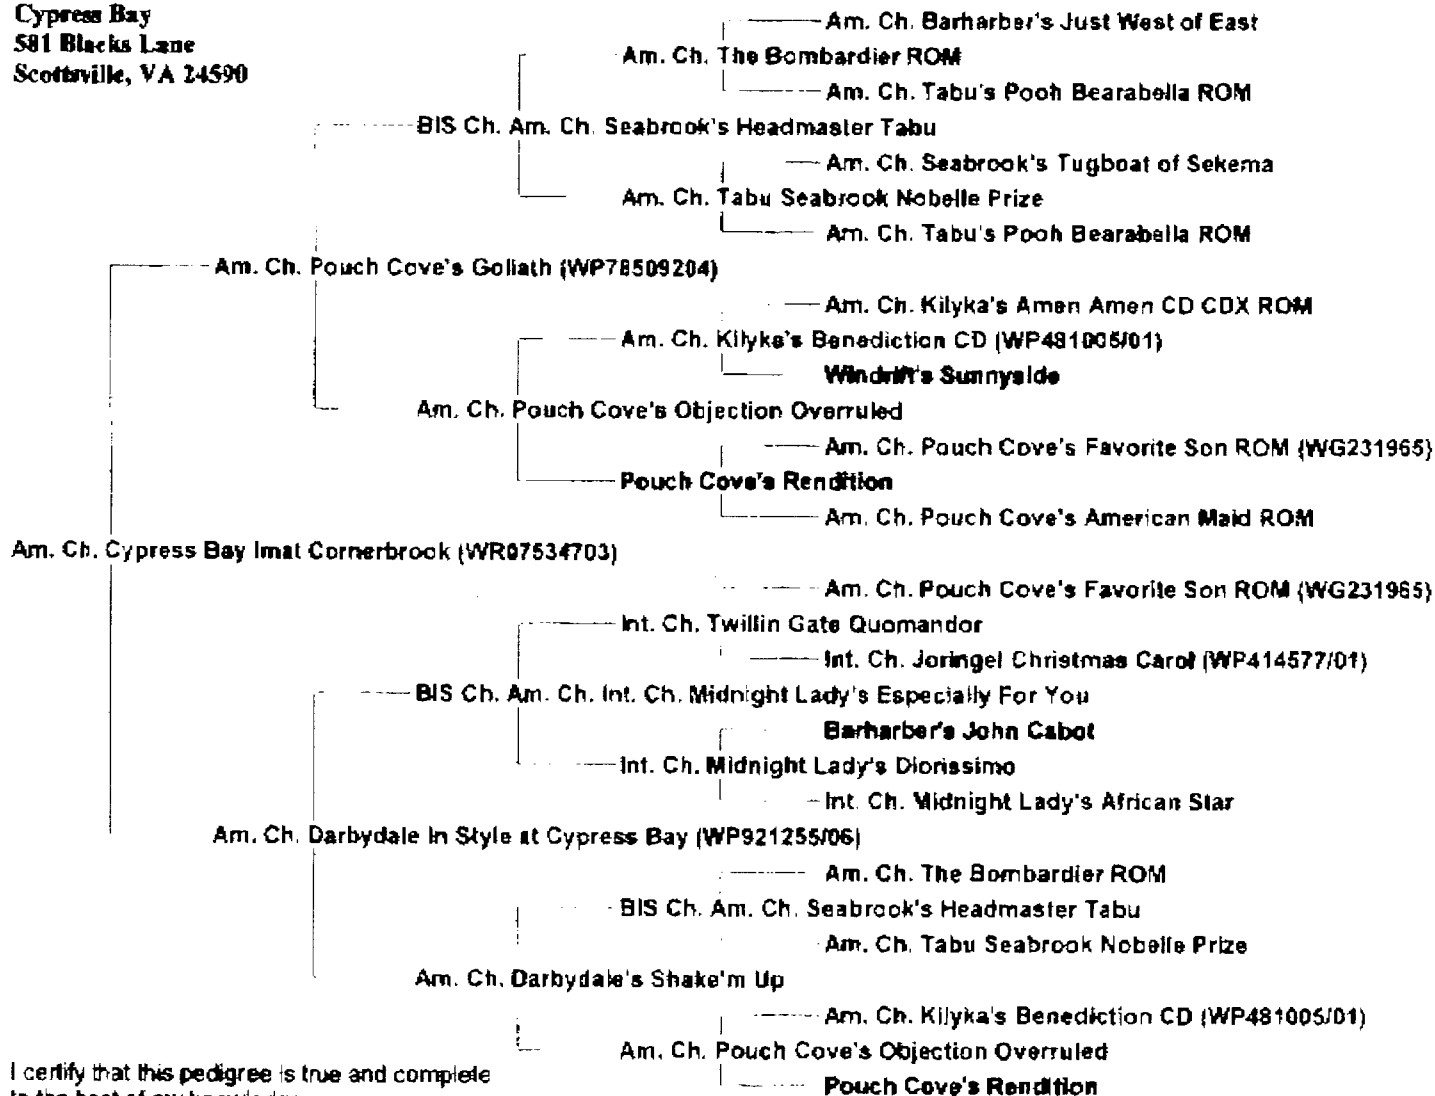 Cypress Bay
581 Blacks Lane
Scottsville, VA 24590
Am. Ch. Barharber's Just West of East
Am. Ch. The Bombardier ROM
Am. Ch. Tabu's Pooh Bearabella ROM
BIS Ch. Am. Ch. Seabrook's Headmaster Tabu
Am. Ch. Seabrook's Tugboat of Sekema
Am. Ch. Tabu Seabrook Nobelle Prize
Am. Ch. Tabu's Pooh Bearabella ROM
Am. Ch. Pouch Cove's Goliath (WP78509204)
Am. Ch. Kilyka's Amen Amen CD CDX ROM
Am. Ch. Kilyka's Benediction CD (WP481005/01)
Windrift's Sunnyside
Am. Ch. Pouch Cove's Objection Overruled
Am. Ch. Pouch Cove's Favorite Son ROM (WG231965)
Pouch Cove's Rendition
Am. Ch. Pouch Cove's American Maid ROM
Am. Ch. Cypress Bay Imat Cornerbrook (WR07534703)
Am. Ch. Pouch Cove's Favorite Son ROM (WG231965)
Int. Ch. Twillin Gate Quomandor
Int. Ch. Joringel Christmas Carol (WP414577/01)
BIS Ch. Am. Ch. Int. Ch. Midnight Lady's Especially For You
Barharber's John Cabot
Int. Ch. Midnight Lady's Diorissimo
Int. Ch. Midnight Lady's African Star
Am. Ch. Darbydale In Style at Cypress Bay (WP921255/06)
Am. Ch. The Bombardier ROM
BIS Ch. Am. Ch. Seabrook's Headmaster Tabu
Am. Ch. Tabu Seabrook Nobelle Prize
Am. Ch. Darbydale's Shake'm Up
Am. Ch. Kilyka's Benediction CD (WP481005/01)
Am. Ch. Pouch Cove's Objection Overruled
Pouch Cove's Rendition
I certify that this pedigree is true and complete